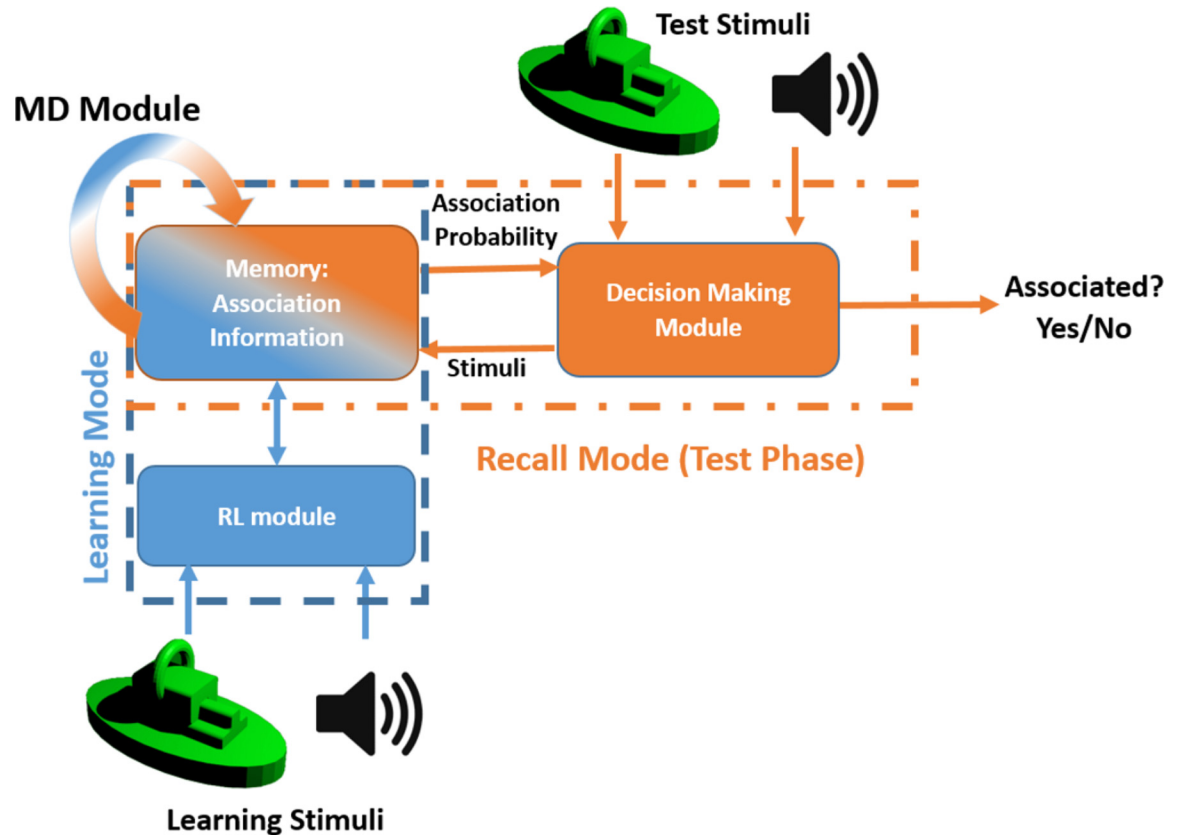 Test Stimuli
MD Module
Association
Probability
Memory:
Association
Information
Decision Making
Module
Associated?
Yes/No
Stimuli
Learning Mode
Recall Mode (Test Phase)
RL module
Learning Stimuli